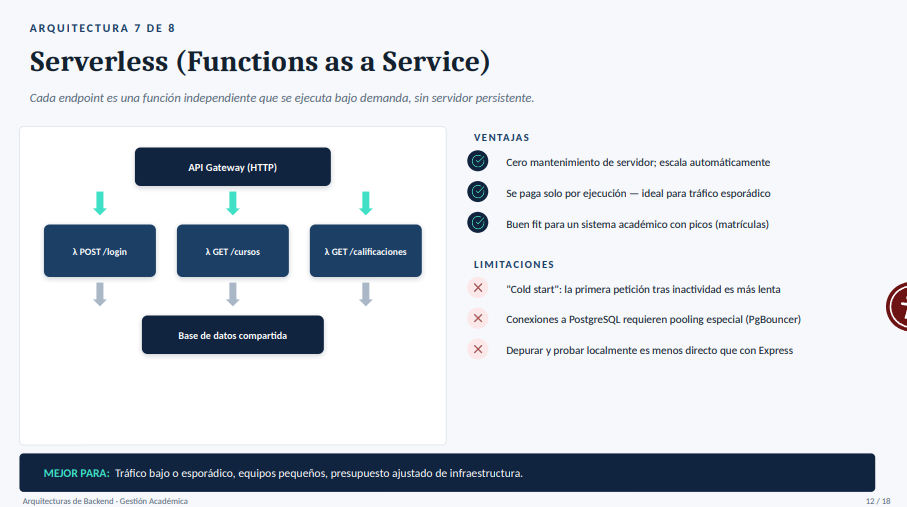 ARQUITECTURA 7 DE 8
Serverless (Functions as a Service)
Cada endpoint es una función independiente que se ejecuta bajo demanda, sin servidor persistente.
API Gateway (HTTP)
λ POST /login
λ GET /cursos
λ GET /calificaciones
Base de datos compartida
VENTAJAS
Cero mantenimiento de servidor; escala automáticamente
Se paga solo por ejecución — ideal para tráfico esporádico
Buen fit para un sistema académico con picos (matrículas)
LIMITACIONES
"Cold start": la primera petición tras inactividad es más lenta
Conexiones a PostgreSQL requieren pooling especial (PgBouncer)
Depurar y probar localmente es menos directo que con Express
MEJOR PARA: Tráfico bajo o esporádico, equipos pequeños, presupuesto ajustado de infraestructura.
Arquitecturas de Backend · Gestión Académica
12 / 18